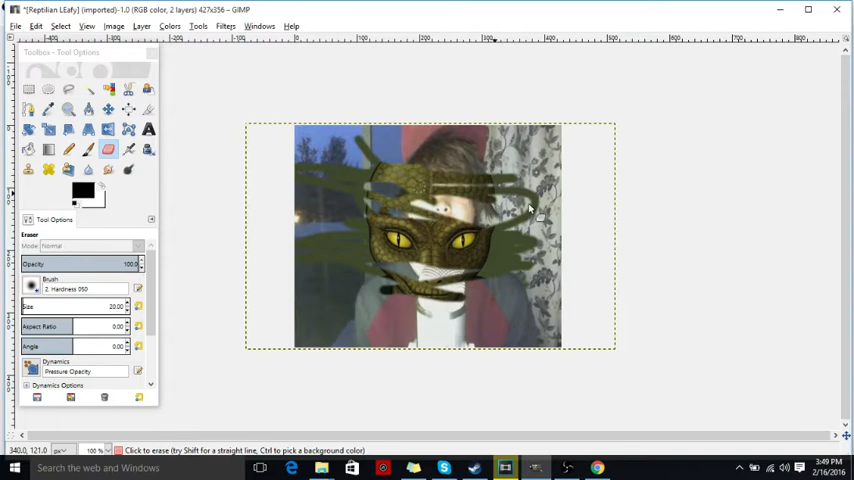 *[Reptilian LEafy] (imported)-1.0 (RGB color, 2 layers) 427x356 – GIMP
File Edit Select View Image Layer Colors Tools Filters Windows Help
Toolbox - Tool Options
Tool Options
Eraser
Mode: Normal
Opacity 100.0
Brush
2. Hardness 050
Size 20.00
Aspect Ratio 0.00
Angle 0.00
Dynamics
Pressure Opacity
Dynamics Options
340.0, 121.0 px 100 % Click to erase (try Shift for a straight line, Ctrl to pick a background color)
Search the web and Windows
3:49 PM
2/16/2016